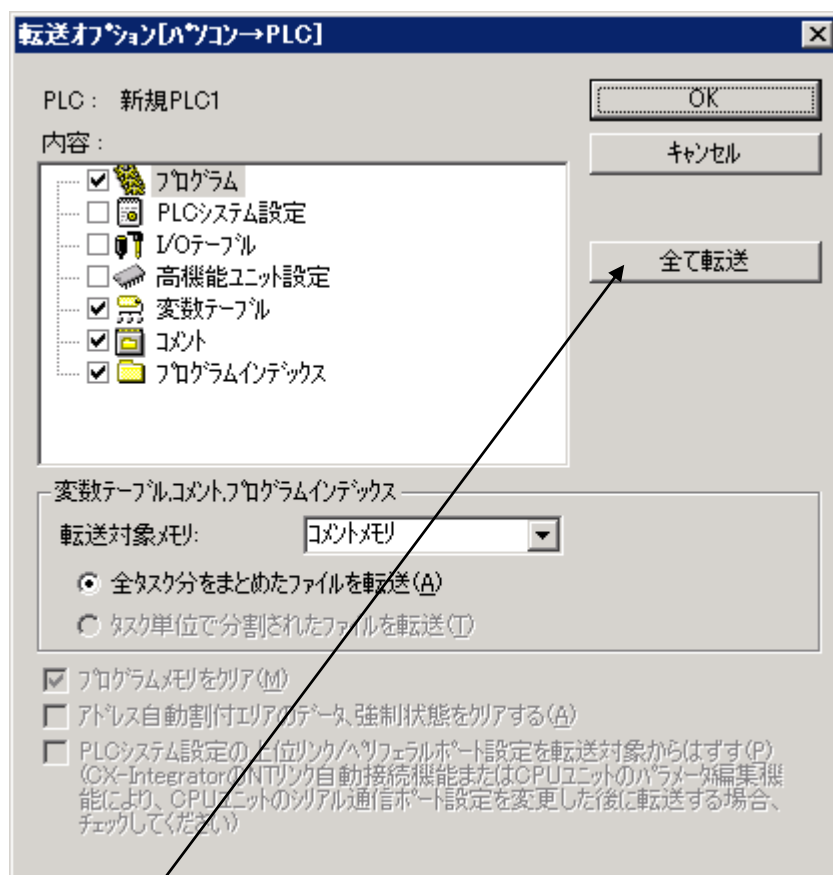 転送オプション[パソコン→PLC]
PLC： 新規PLC1
OK
内容：
キャンセル
プログラム
PLCシステム設定
I/Oテーブル
全て転送
高機能ユニット設定
変数テーブル
コメント
プログラムインデックス
変数テーブル,コメント,プログラムインデックス
転送対象メモリ: コメントメモリ
全タスク分をまとめたファイルを転送(A)
タスク単位で分割されたファイルを転送(T)
プログラムメモリをクリア(M)
アドレス自動割付エリアのデータ、強制状態をクリアする(A)
PLCシステム設定の上位リンク/ペリフェラルポート設定を転送対象からはずす(P)
(CX-IntegratorのNTリンク自動接続機能またはCPUユニットのパラメータ編集機
能により、CPUユニットのシリアル通信ポート設定を変更した後に転送する場合、
チェックしてください)